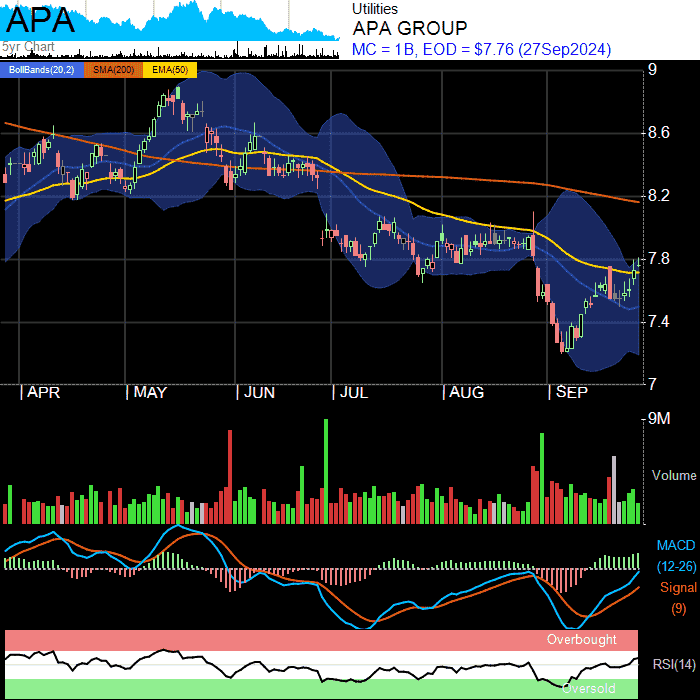 APA
5yr Chart
Utilities
APA GROUP
MC = 1B, EOD = $7.76 (27Sep2024)
BollBands(20,2) SMA(200) EMA(50)
9
8.6
8.2
7.8
7.4
7
APR MAY JUN JUL AUG SEP
9M
Volume
MACD
(12-26)
Signal
(9)
Overbought
RSI(14)
Oversold